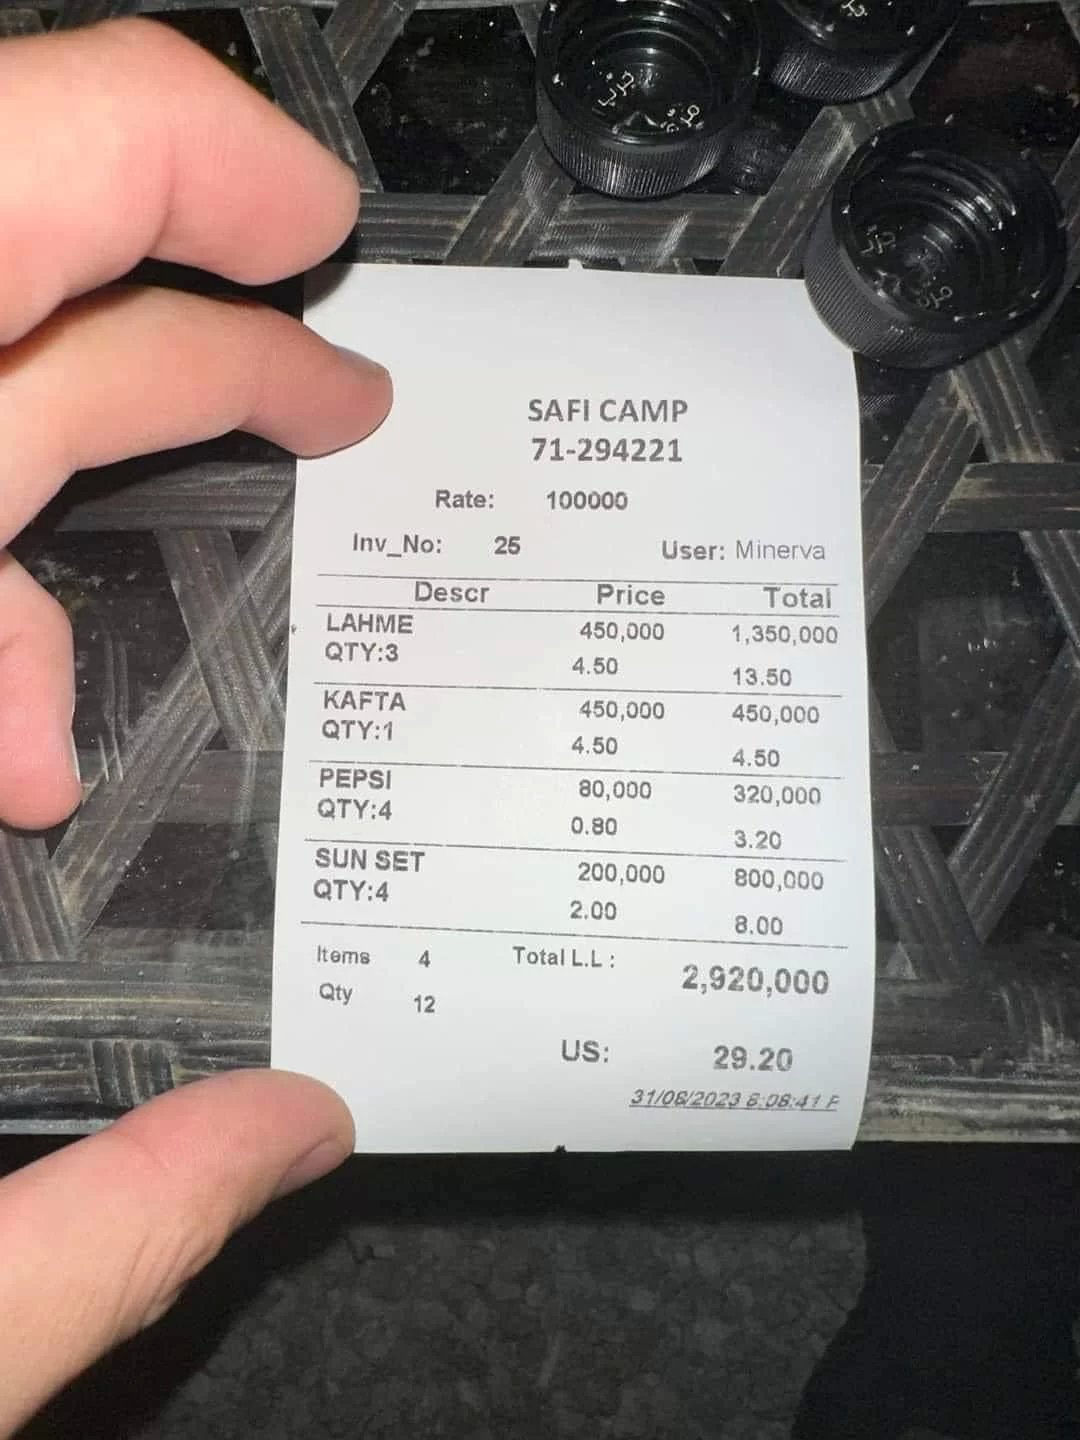 SAFI CAMP
71-294221
Rate: 100000
Inv_No: 25 User: Minerva
Descr Price Total
LAHME 450,000 1,350,000
QTY:3 4.50 13.50
KAFTA 450,000 450,000
QTY:1 4.50 4.50
PEPSI 80,000 320,000
QTY:4 0.80 3.20
SUN SET 200,000 800,000
QTY:4 2.00 8.00
Items 4 Total L.L : 2,920,000
Qty 12
US: 29.20
31/08/2023